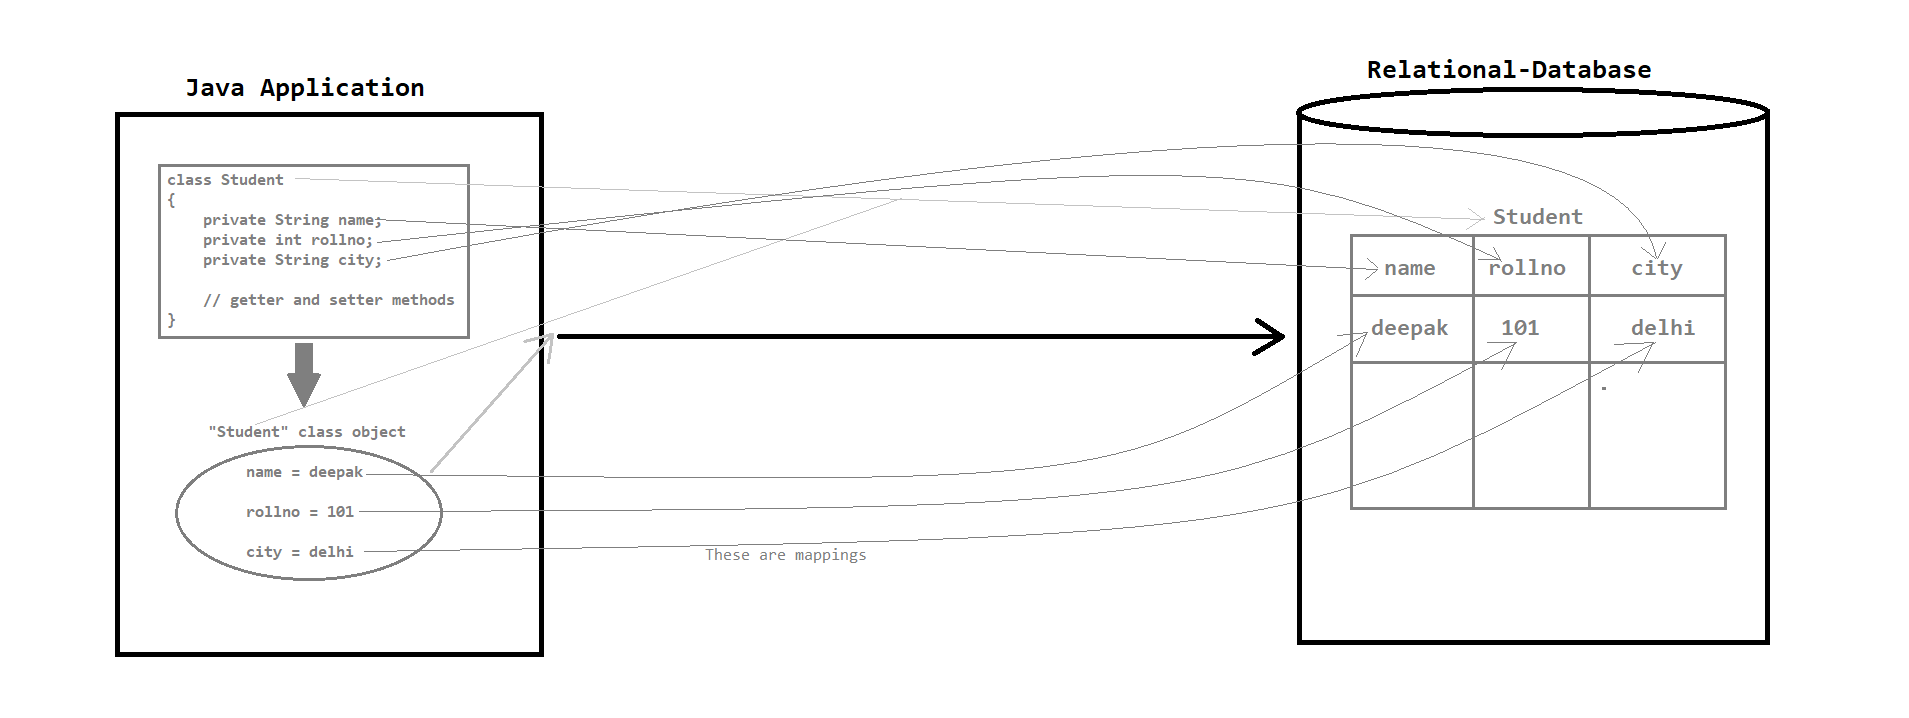 Java Application
class Student
{
private String name;
private int rollno;
private String city;
// getter and setter methods
}
"Student" class object
name = deepak
rollno = 101
city = delhi
These are mappings
Relational-Database
Student
name rollno city
deepak 101 delhi